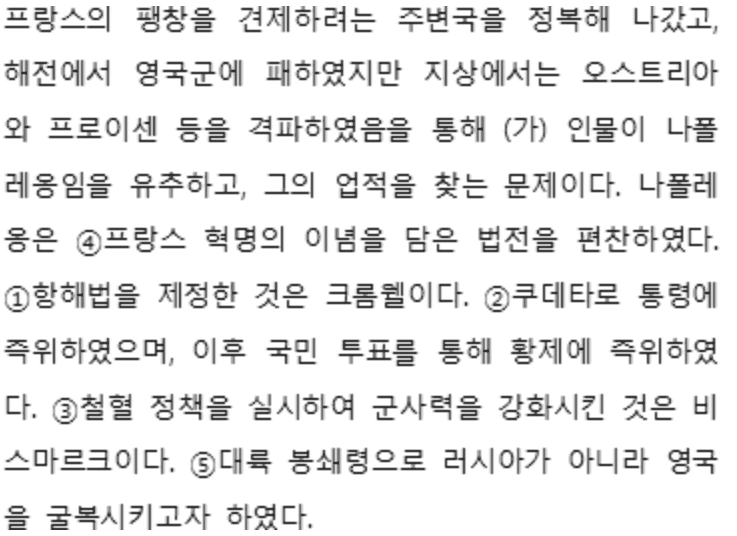 프랑스의 팽창을 견제하려는 주변국을 정복해 나갔고,
해전에서 영국군에 패하였지만 지상에서는 오스트리아
와 프로이센 등을 격파하였음을 통해 (가) 인물이 나폴
레옹임을 유추하고, 그의 업적을 찾는 문제이다. 나폴레
옹은 ④프랑스 혁명의 이념을 담은 법전을 편찬하였다.
①항해법을 제정한 것은 크롬웰이다. ②쿠데타로 통령에
즉위하였으며, 이후 국민 투표를 통해 황제에 즉위하였
다. ③철혈 정책을 실시하여 군사력을 강화시킨 것은 비
스마르크이다. ⑤대륙 봉쇄령으로 러시아가 아니라 영국
을 굴복시키고자 하였다.